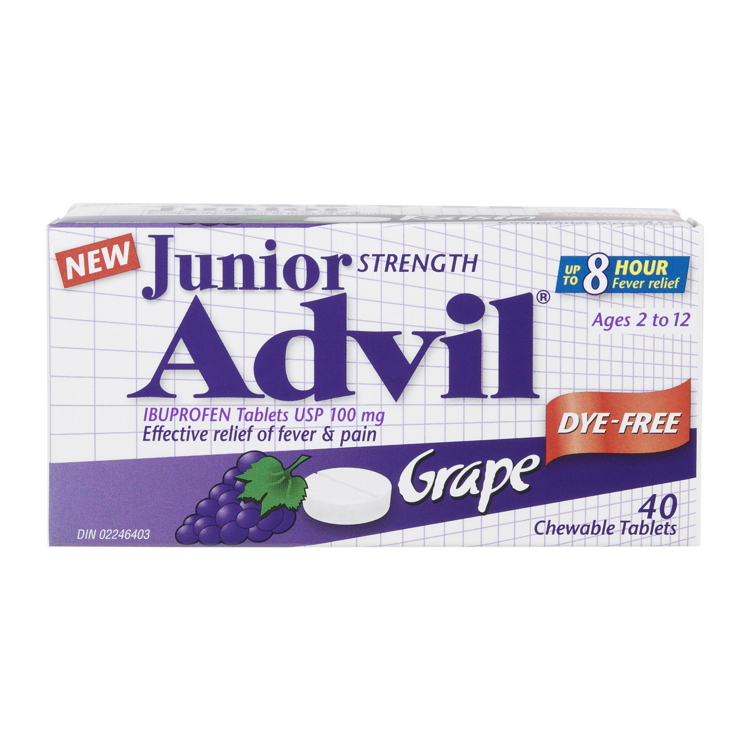 NEW
Junior STRENGTH
Advil®
UP TO 8 HOUR
Fever relief
Ages 2 to 12
IBUPROFEN Tablets USP 100 mg
Effective relief of fever & pain
DYE-FREE
Grape
40
Chewable Tablets
DIN 02246403